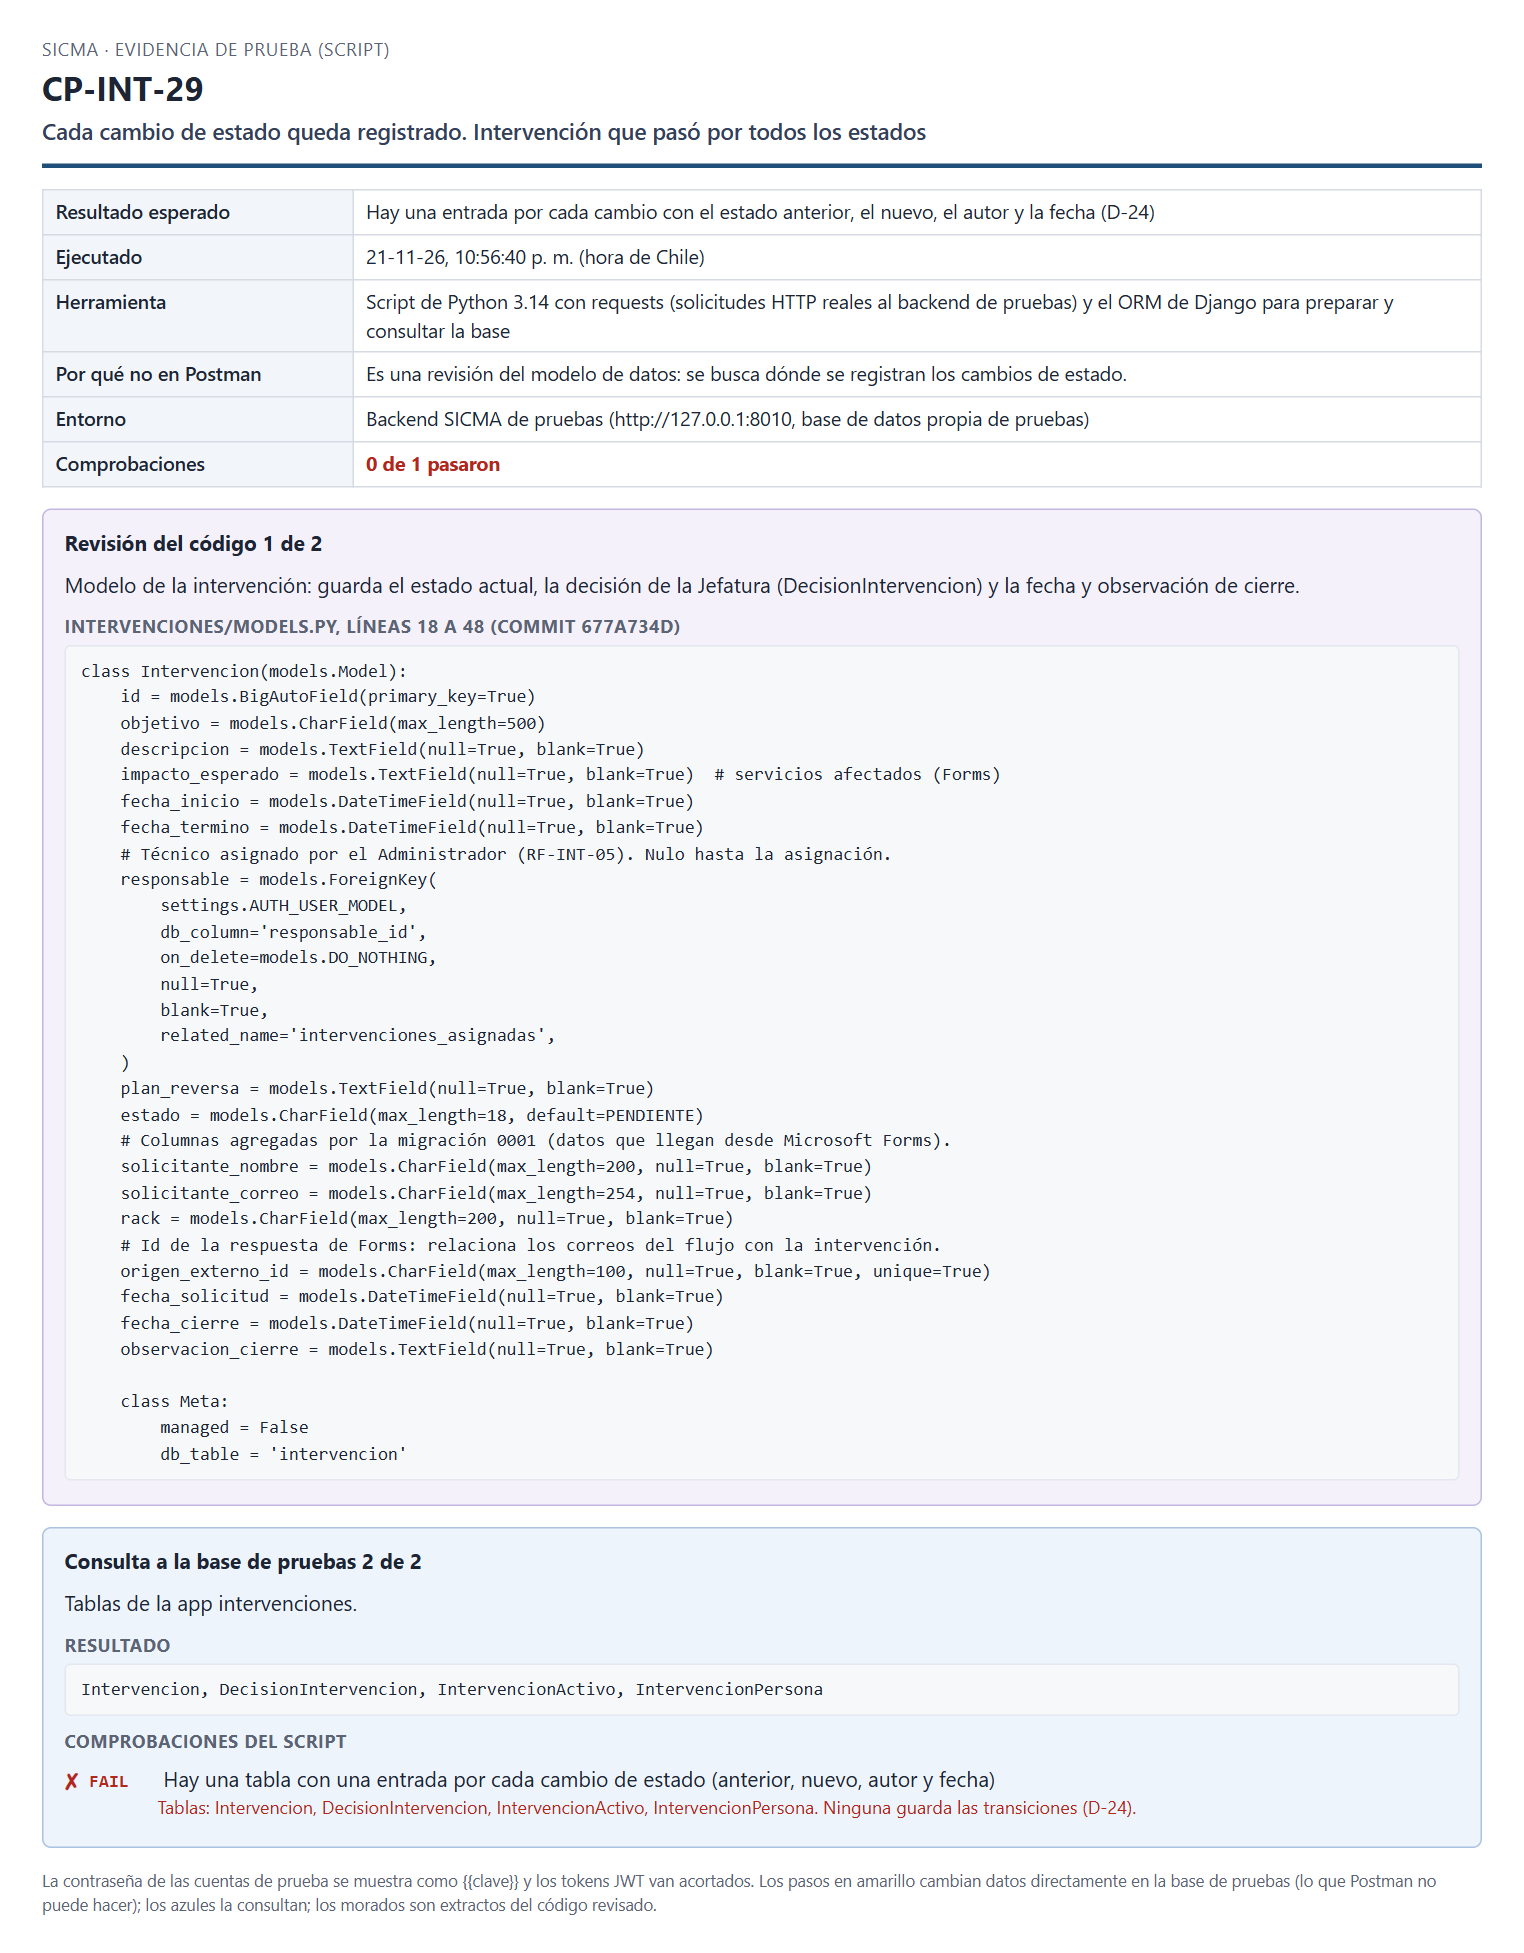 SICMA · EVIDENCIA DE PRUEBA (SCRIPT)
CP-INT-29
Cada cambio de estado queda registrado. Intervención que pasó por todos los estados
Resultado esperado
Hay una entrada por cada cambio con el estado anterior, el nuevo, el autor y la fecha (D-24)
Ejecutado
21-11-26, 10:56:40 p. m. (hora de Chile)
Herramienta
Script de Python 3.14 con requests (solicitudes HTTP reales al backend de pruebas) y el ORM de Django para preparar y
consultar la base
Por qué no en Postman
Es una revisión del modelo de datos: se busca dónde se registran los cambios de estado.
Entorno
Backend SICMA de pruebas (http://127.0.0.1:8010, base de datos propia de pruebas)
Comprobaciones
0 de 1 pasaron
Revisión del código 1 de 2
Modelo de la intervención: guarda el estado actual, la decisión de la Jefatura (DecisionIntervencion) y la fecha y observación de cierre.
INTERVENCIONES/MODELS.PY, LÍNEAS 18 A 48 (COMMIT 677A734D)
class Intervencion(models.Model):
    id = models.BigAutoField(primary_key=True)
    objetivo = models.CharField(max_length=500)
    descripcion = models.TextField(null=True, blank=True)
    impacto_esperado = models.TextField(null=True, blank=True)  # servicios afectados (Forms)
    fecha_inicio = models.DateTimeField(null=True, blank=True)
    fecha_termino = models.DateTimeField(null=True, blank=True)
    # Técnico asignado por el Administrador (RF-INT-05). Nulo hasta la asignación.
    responsable = models.ForeignKey(
        settings.AUTH_USER_MODEL,
        db_column='responsable_id',
        on_delete=models.DO_NOTHING,
        null=True,
        blank=True,
        related_name='intervenciones_asignadas',
    )
    plan_reversa = models.TextField(null=True, blank=True)
    estado = models.CharField(max_length=18, default=PENDIENTE)
    # Columnas agregadas por la migración 0001 (datos que llegan desde Microsoft Forms).
    solicitante_nombre = models.CharField(max_length=200, null=True, blank=True)
    solicitante_correo = models.CharField(max_length=254, null=True, blank=True)
    rack = models.CharField(max_length=200, null=True, blank=True)
    # Id de la respuesta de Forms: relaciona los correos del flujo con la intervención.
    origen_externo_id = models.CharField(max_length=100, null=True, blank=True, unique=True)
    fecha_solicitud = models.DateTimeField(null=True, blank=True)
    fecha_cierre = models.DateTimeField(null=True, blank=True)
    observacion_cierre = models.TextField(null=True, blank=True)
    class Meta:
        managed = False
        db_table = 'intervencion'
Consulta a la base de pruebas 2 de 2
Tablas de la app intervenciones.
RESULTADO
Intervencion, DecisionIntervencion, IntervencionActivo, IntervencionPersona
COMPROBACIONES DEL SCRIPT
✗ FAIL Hay una tabla con una entrada por cada cambio de estado (anterior, nuevo, autor y fecha)
Tablas: Intervencion, DecisionIntervencion, IntervencionActivo, IntervencionPersona. Ninguna guarda las transiciones (D-24).
La contraseña de las cuentas de prueba se muestra como {{clave}} y los tokens JWT van acortados. Los pasos en amarillo cambian datos directamente en la base de pruebas (lo que Postman no
puede hacer); los azules la consultan; los morados son extractos del código revisado.